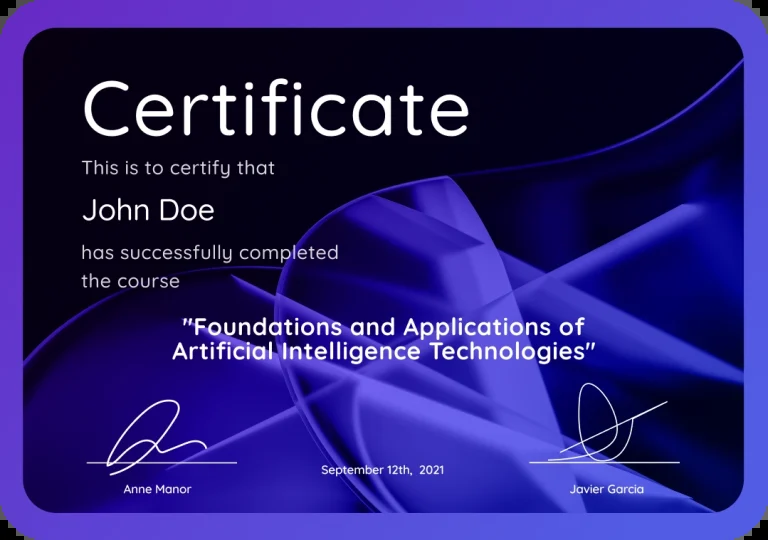 Certificate
This is to certify that
John Doe
has successfully completed
the course
"Foundations and Applications of
Artificial Intelligence Technologies"
September 12th, 2021
Anne Manor
Javier Garcia